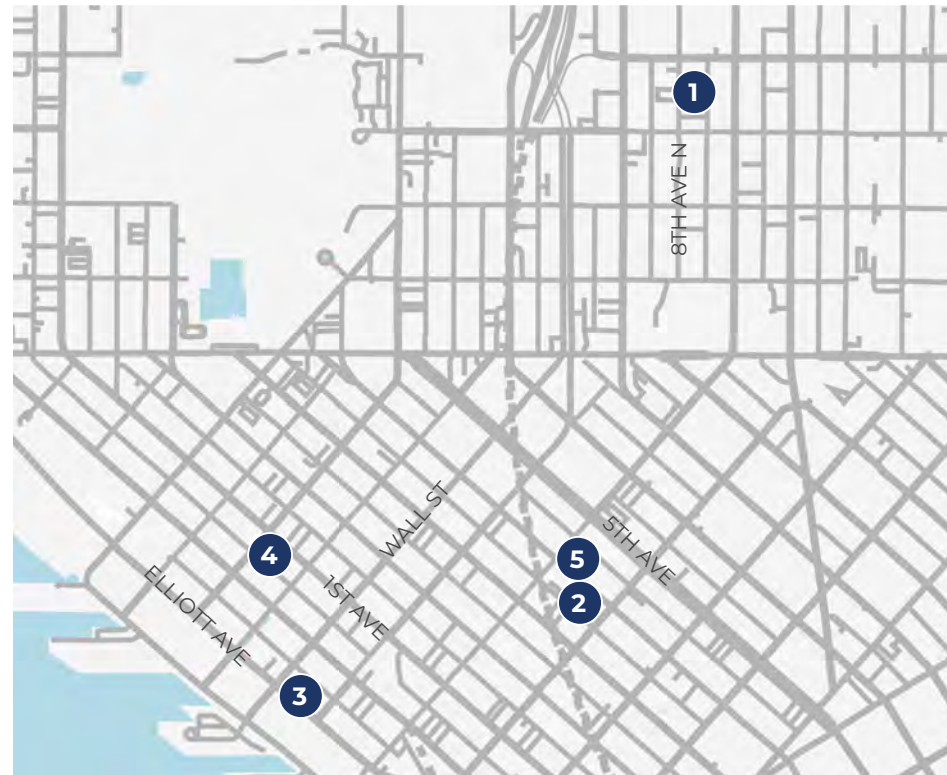 1
8TH AVE N
WALL ST
5TH AVE
4
5
ELLIOTT AVE
1ST AVE
2
3